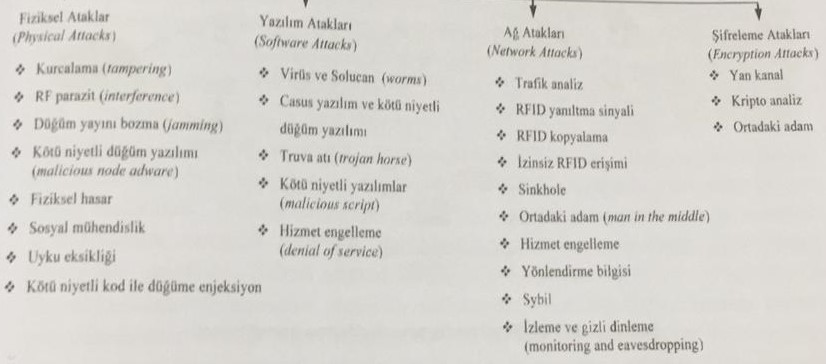 Fiziksel Ataklar
(Physical Attacks)
❖ Kurcalama (tampering)
❖ RF parazit (interference)
❖ Düğüm yayını bozma (jamming)
❖ Kötü niyetli düğüm yazılımı
(malicious node adware)
❖ Fiziksel hasar
❖ Sosyal mühendislik
❖ Uyku eksikliği
❖ Kötü niyetli kod ile düğüme enjeksiyon
Yazılım Atakları
(Software Attacks)
❖ Virüs ve Solucan (worms)
❖ Casus yazılım ve kötü niyetli
düğüm yazılımı
❖ Truva atı (trojan horse)
❖ Kötü niyetli yazılımlar
(malicious script)
❖ Hizmet engelleme
(denial of service)
Ağ Atakları
(Network Attacks)
❖ Trafik analiz
❖ RFID yanıltma sinyali
❖ RFID kopyalama
❖ İzinsiz RFID erişimi
❖ Sinkhole
❖ Ortadaki adam (man in the middle)
❖ Hizmet engelleme
❖ Yönlendirme bilgisi
❖ Sybil
❖ İzleme ve gizli dinleme
(monitoring and eavesdropping)
Şifreleme Atakları
(Encryption Attacks)
❖ Yan kanal
❖ Kripto analiz
❖ Ortadaki adam